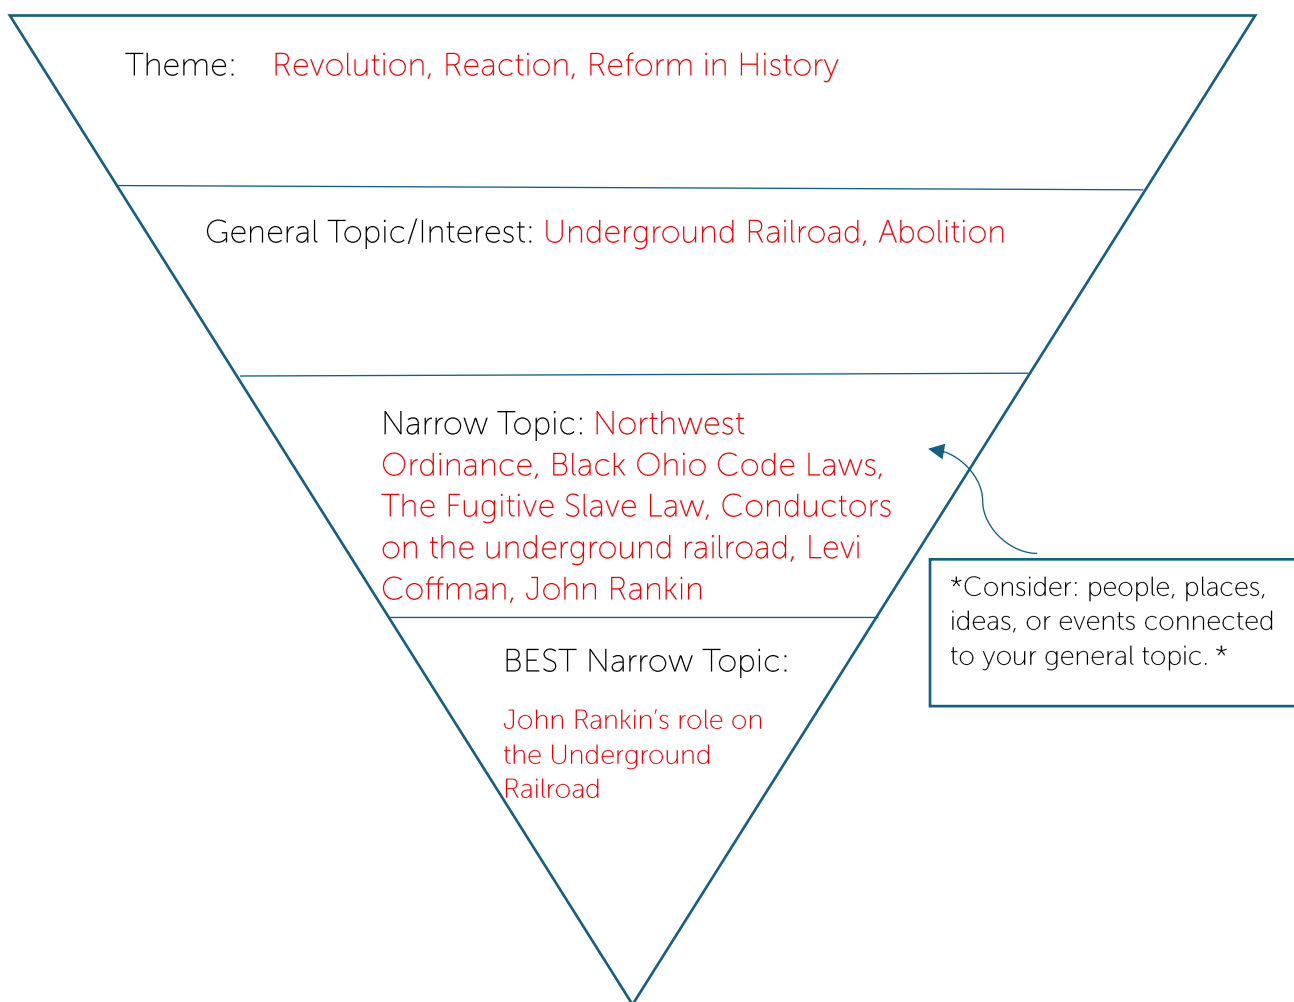 Theme: Revolution, Reaction, Reform in History
General Topic/Interest: Underground Railroad, Abolition
Narrow Topic: Northwest
Ordinance, Black Ohio Code Laws,
The Fugitive Slave Law, Conductors
on the underground railroad, Levi
Coffman, John Rankin
*Consider: people, places,
ideas, or events connected
to your general topic. *
BEST Narrow Topic:
John Rankin’s role on
the Underground
Railroad